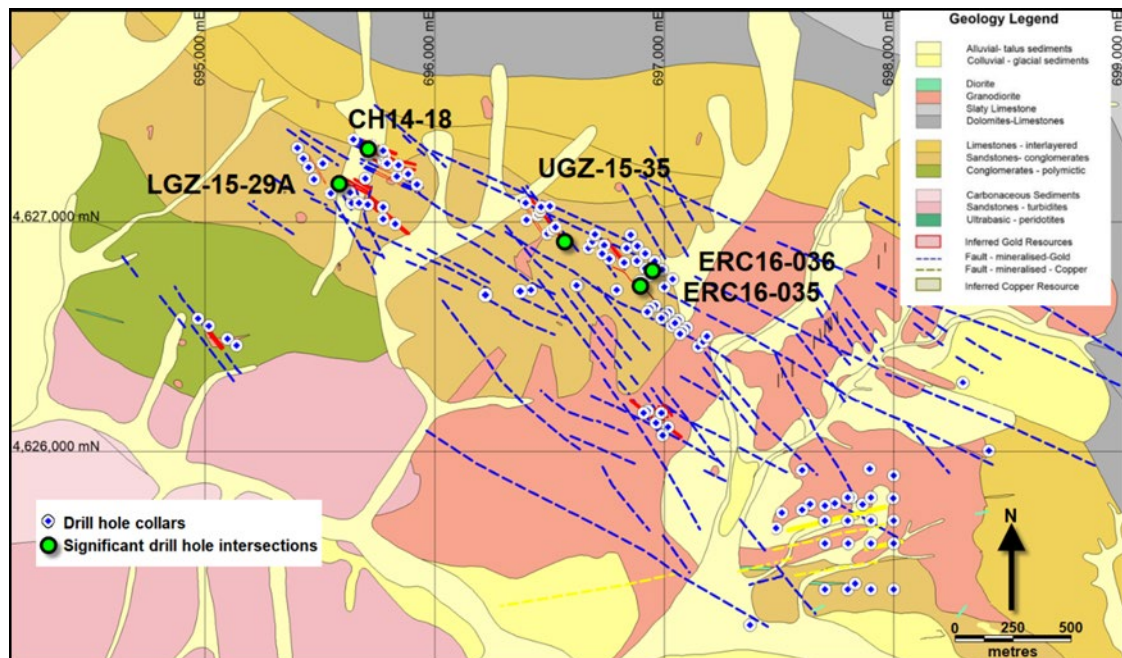 695,000 mE
696,000 mE
697,000 mE
698,000 mE
699,000 mE
Geology Legend
Alluvial- talus sediments
Colluvial - glacial sediments
Diorite
Granodiorite
Slaty Limestone
Dolomites-Limestones
Limestones - interlayered
Sandstones- conglomerates
Conglomerates - polymictic
Carbonaceous Sediments
Sandstones - turbidites
Ultrabasic - peridotites
Inferred Gold Resources
Fault - mineralised-Gold
Fault - mineralised - Copper
Inferred Copper Resource
CH14-18
UGZ-15-35
LGZ-15-29A
4,627,000 mN
ERC16-036
ERC16-035
4,626,000 mN
Drill hole collars
Significant drill hole intersections
N
0 250 500
metres